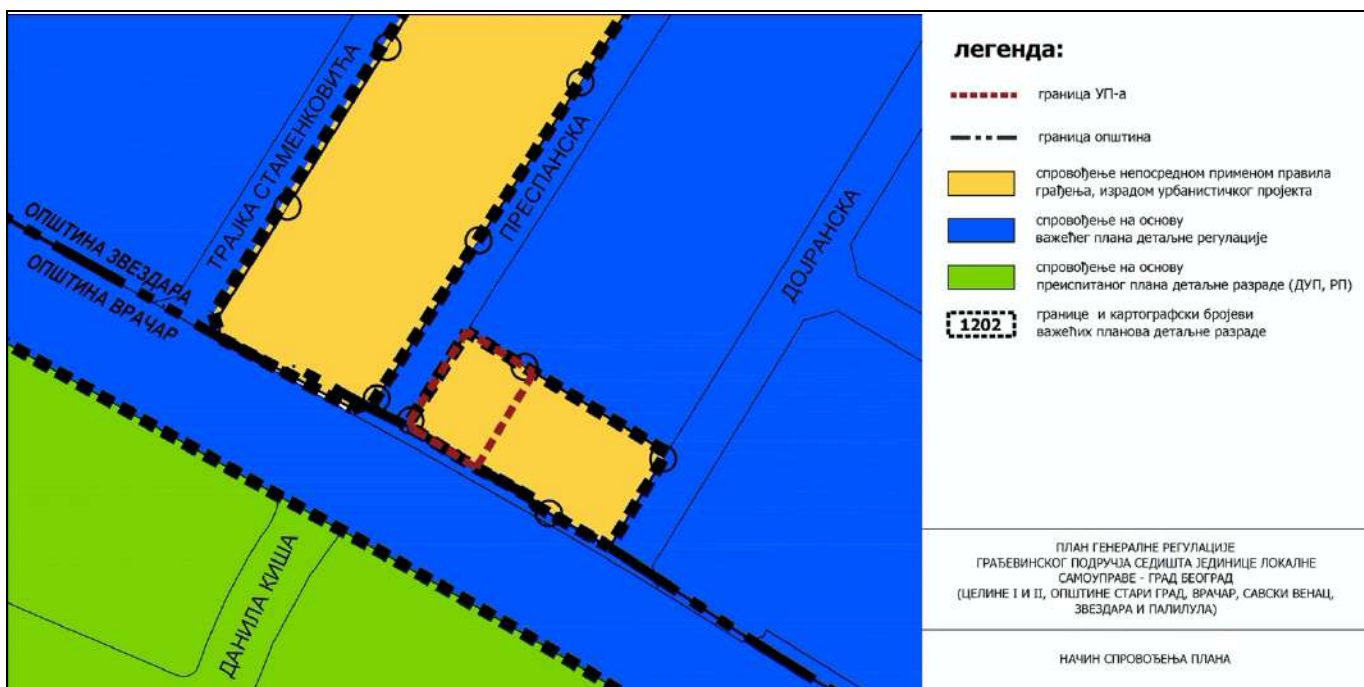 ТРАЈКА СТАМЕНКОВИЋА
ПРЕСПАНСКА
ДОЈРАНСКА
ОПШТИНА ЗВЕЗДАРА
ОПШТИНА ВРАЧАР
ДАНИЛА КИША
легенда:
граница УП-а
граница општина
спровођење непосредном применом правила
грађења, израдом урбанистичког пројекта
спровођење на основу
важећег плана детаљне регулације
спровођење на основу
преиспитаног плана детаљне разраде (ДУП, РП)
1202
границе и картографски бројеви
важећих планова детаљне разраде
ПЛАН ГЕНЕРАЛНЕ РЕГУЛАЦИЈЕ
ГРАЂЕВИНСКОГ ПОДРУЧЈА СЕДИШТА ЈЕДИНИЦЕ ЛОКАЛНЕ
САМОУПРАВЕ - ГРАД БЕОГРАД
(ЦЕЛИНЕ I И II, ОПШТИНЕ СТАРИ ГРАД, ВРАЧАР, САВСКИ ВЕНАЦ,
ЗВЕЗДАРА И ПАЛИЛУЛА)
НАЧИН СПРОВОЂЕЊА ПЛАНА